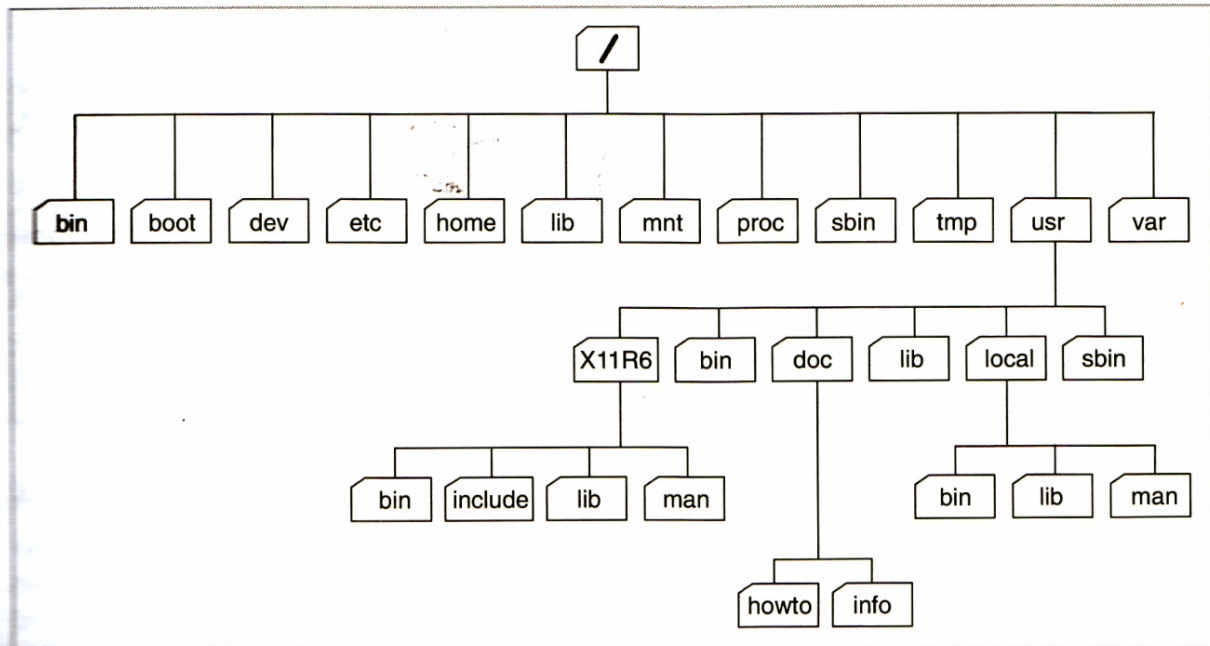 /
bin boot dev etc home lib mnt proc sbin tmp usr var
X11R6 bin doc lib local sbin
bin include lib man bin lib man
howto info